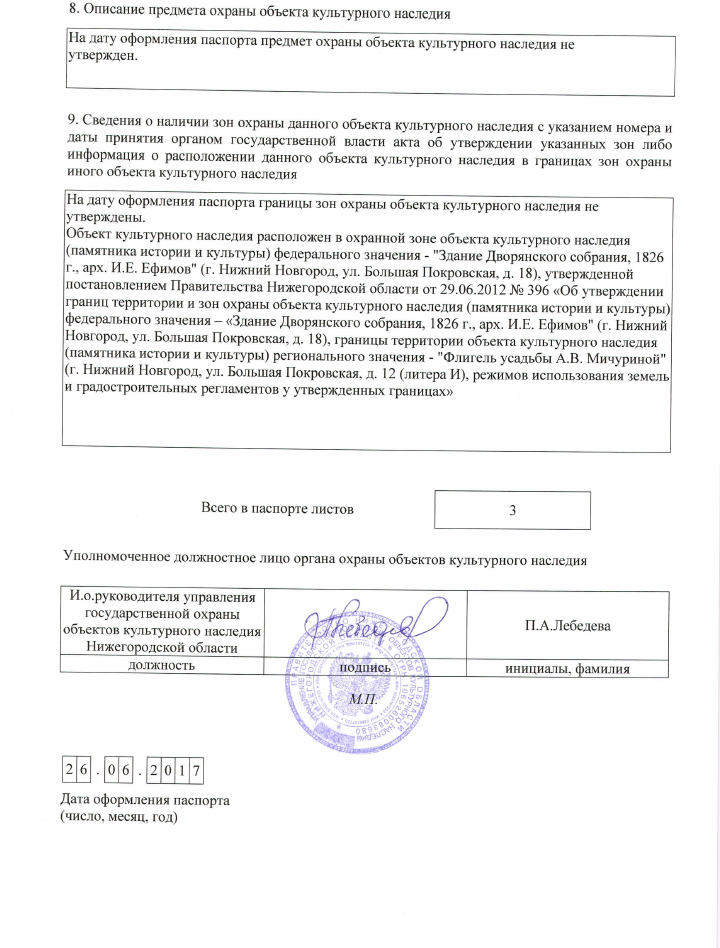 8. Описание предмета охраны объекта культурного наследия
На дату оформления паспорта предмет охраны объекта культурного наследия не
утвержден.
9. Сведения о наличии зон охраны данного объекта культурного наследия с указанием номера и
даты принятия органом государственной власти акта об утверждении указанных зон либо
информация о расположении данного объекта культурного наследия в границах зон охраны
иного объекта культурного наследия
На дату оформления паспорта границы зон охраны объекта культурного наследия не
утверждены.
Объект культурного наследия расположен в охранной зоне объекта культурного наследия
(памятника истории и культуры) федерального значения - "Здание Дворянского собрания, 1826
г., арх. И.Е. Ефимов" (г. Нижний Новгород, ул. Большая Покровская, д. 18), утвержденной
постановлением Правительства Нижегородской области от 29.06.2012 № 396 «Об утверждении
границ территории и зон охраны объекта культурного наследия (памятника истории и культуры)
федерального значения – «Здание Дворянского собрания, 1826 г., арх. И.Е. Ефимов" (г. Нижний
Новгород, ул. Большая Покровская, д. 18), границы территории объекта культурного наследия
(памятника истории и культуры) регионального значения - "Флигель усадьбы А.В. Мичуриной"
(г. Нижний Новгород, ул. Большая Покровская, д. 12 (литера И), режимов использования земель
и градостроительных регламентов у утвержденных границах»
Всего в паспорте листов 3
Уполномоченное должностное лицо органа охраны объектов культурного наследия
И.о.руководителя управления
государственной охраны
объектов культурного наследия
Нижегородской области
П.А.Лебедева
должность подпись инициалы, фамилия
М.П.
26.06.2017
Дата оформления паспорта
(число, месяц, год)